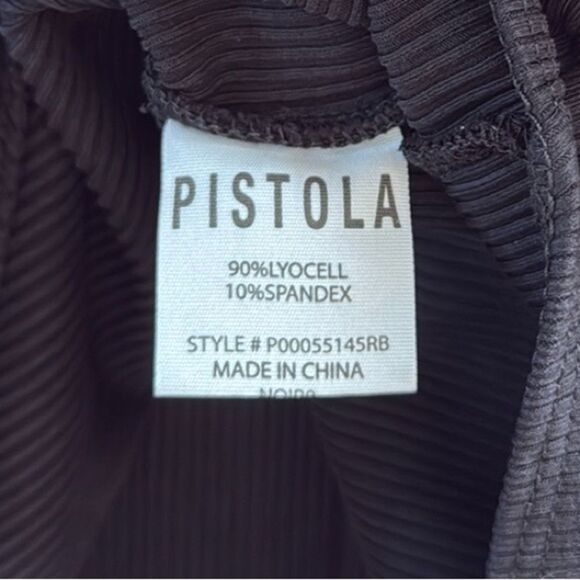 PISTOLA
90%LYOCELL
10%SPANDEX
STYLE # P00055145RB
MADE IN CHINA